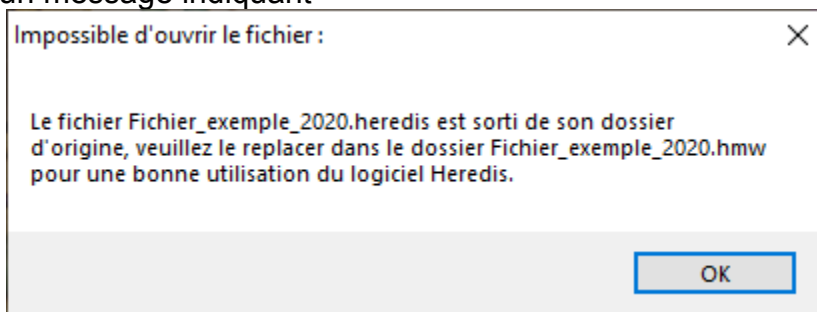 un message indiquant
Impossible d'ouvrir le fichier :
Le fichier Fichier_exemple_2020.heredis est sorti de son dossier
d'origine, veuillez le replacer dans le dossier Fichier_exemple_2020.hmw
pour une bonne utilisation du logiciel Heredis.
OK